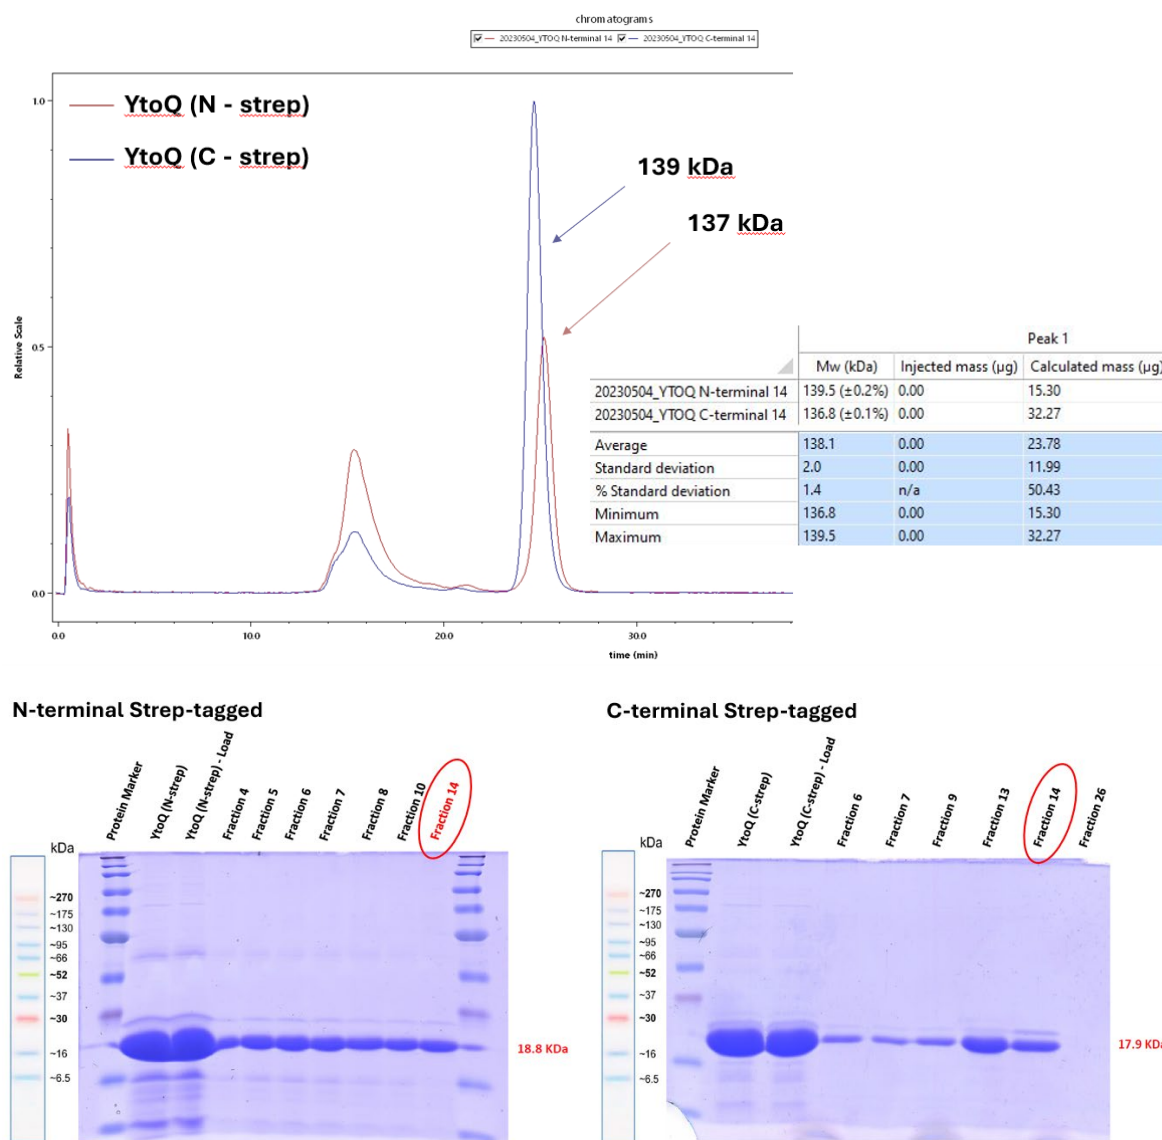 chromatograms
20230504_YTOQ N-terminal 14 20230504_YTOQ C-terminal 14
YtoQ (N - strep)
YtoQ (C - strep)
139 kDa
137 kDa
1.0
0.5
0.0
Relative Scale
0.0 10.0 20.0 30.0
time (min)
Peak 1
Mw (kDa) Injected mass (µg) Calculated mass (µg)
20230504_YTOQ N-terminal 14 139.5 (±0.2%) 0.00 15.30
20230504_YTOQ C-terminal 14 136.8 (±0.1%) 0.00 32.27
Average 138.1 0.00 23.78
Standard deviation 2.0 0.00 11.99
% Standard deviation 1.4 n/a 50.43
Minimum 136.8 0.00 15.30
Maximum 139.5 0.00 32.27
N-terminal Strep-tagged
Protein Marker
YtoQ (N-strep)
YtoQ (N-strep) - Load
Fraction 4
Fraction 5
Fraction 6
Fraction 7
Fraction 8
Fraction 10
Fraction 14
kDa
~270
~175
~130
~95
~66
~52
~37
~30
~16
~6.5
18.8 KDa
C-terminal Strep-tagged
Protein Marker
YtoQ (C-strep)
YtoQ (C-strep) - Load
Fraction 6
Fraction 7
Fraction 9
Fraction 13
Fraction 14
Fraction 26
kDa
~270
~175
~130
~95
~66
~52
~37
~30
~16
~6.5
17.9 KDa